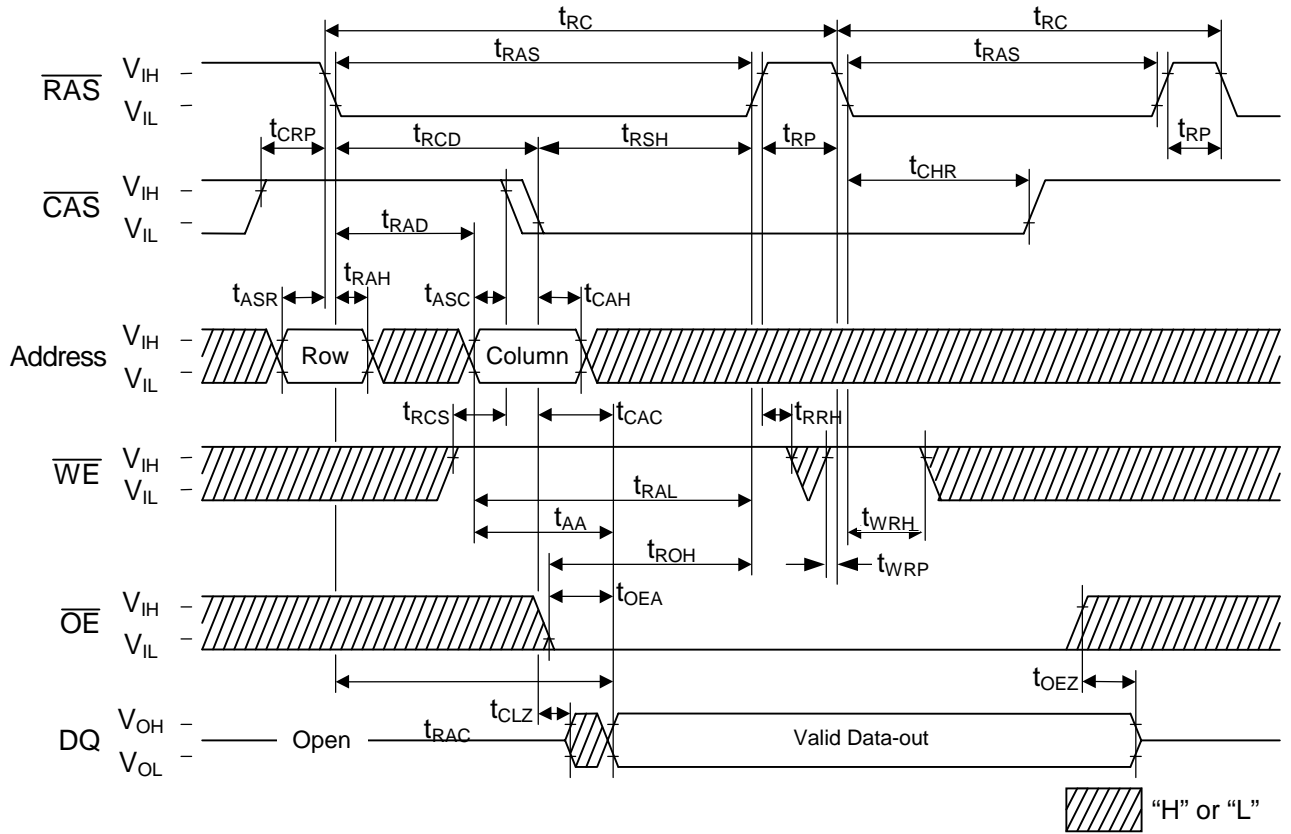 tRC tRC
tRAS tRAS
RAS VIH
VIL
tCRP tRCD tRSH tRP tRP
CAS VIH
VIL
tCHR
tRAD
tASR tRAH tASC tCAH
Address VIH
VIL
Row Column
tRCS tCAC tRRH
WE VIH
VIL
tRAL
tAA tWRH
tROH tWRP
OE VIH
VIL
tOEA
tOEZ
tCLZ
DQ VOH
VOL
Open tRAC Valid Data-out
“H” or “L”